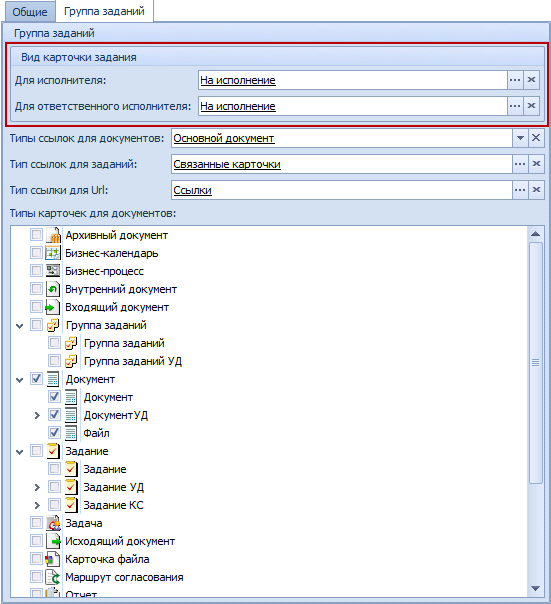 Общие Группа заданий
Группа заданий
Вид карточки задания
Для исполнителя: На исполнение
Для ответственного исполнителя: На исполнение
Типы ссылок для документов: Основной документ
Тип ссылок для заданий: Связанные карточки
Тип ссылки для Url: Ссылки
Типы карточек для документов:
Архивный документ
Бизнес-календарь
Бизнес-процесс
Внутренний документ
Входящий документ
Группа заданий
Группа заданий
Группа заданий УД
Документ
Документ
ДокументУД
Файл
Задание
Задание
Задание УД
Задание КС
Задача
Исходящий документ
Карточка файла
Маршрут согласования
Отчет